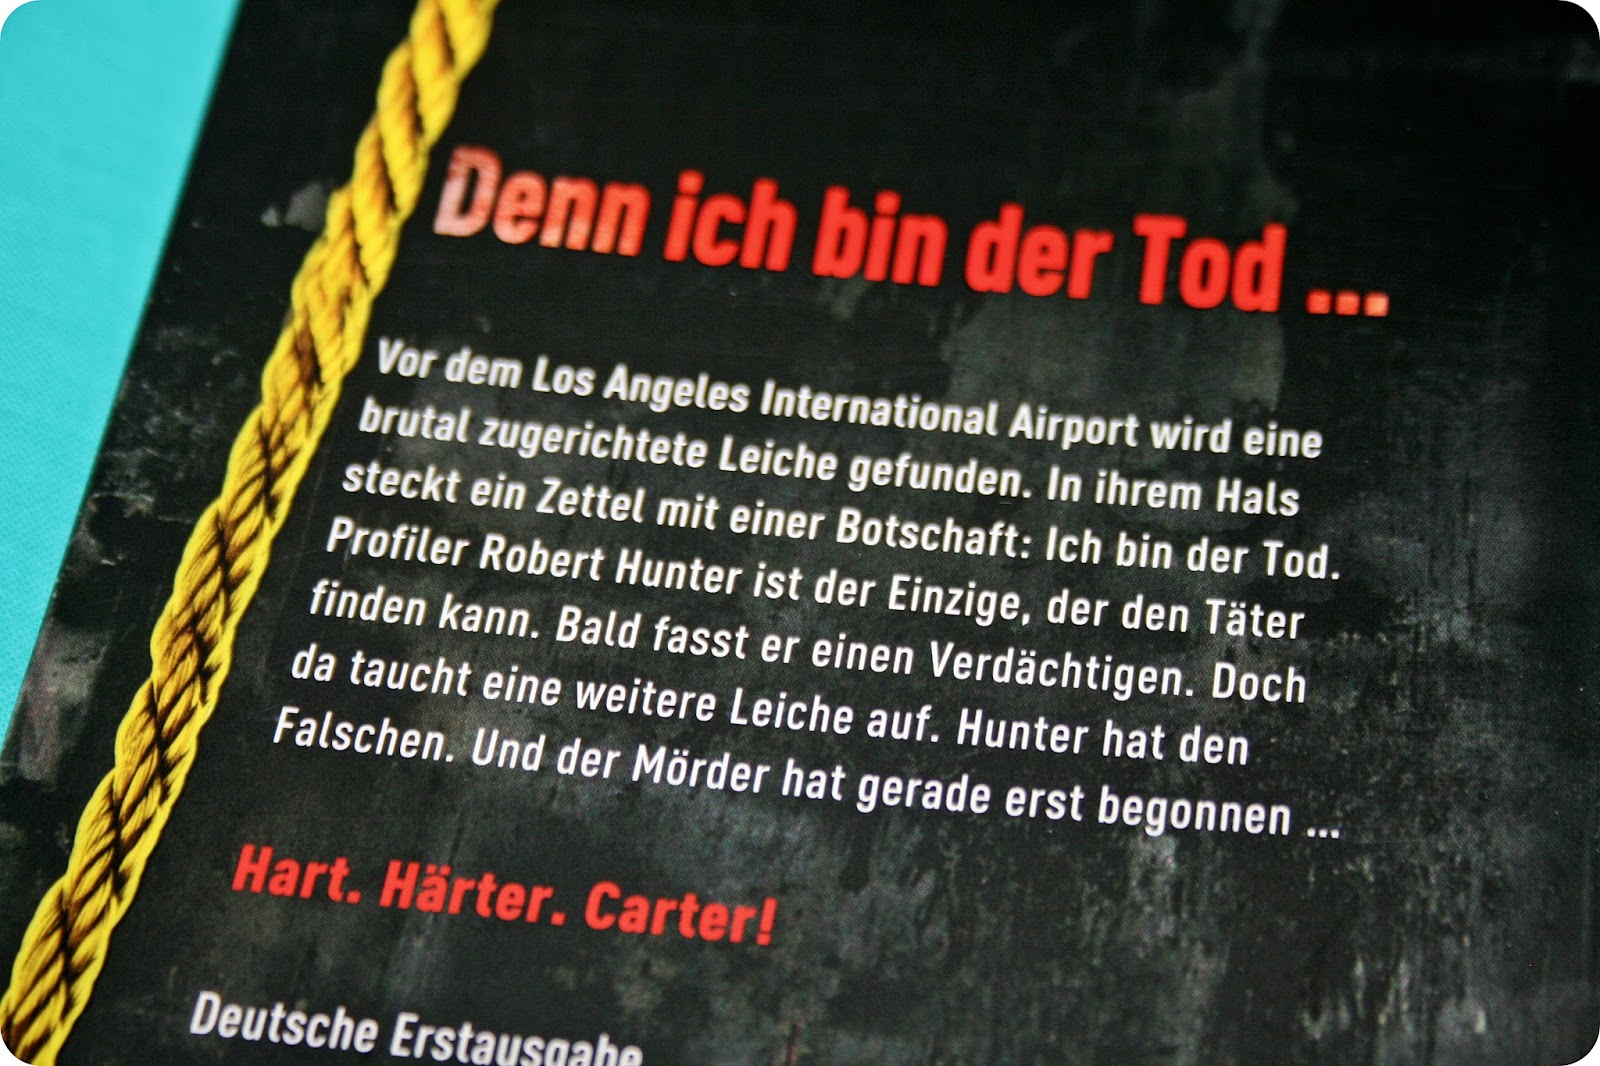 Denn ich bin der Tod ...
Vor dem Los Angeles International Airport wird eine
brutal zugerichtete Leiche gefunden. In ihrem Hals
steckt ein Zettel mit einer Botschaft: Ich bin der Tod.
Profiler Robert Hunter ist der Einzige, der den Täter
finden kann. Bald fasst er einen Verdächtigen. Doch
da taucht eine weitere Leiche auf. Hunter hat den
Falschen. Und der Mörder hat gerade erst begonnen ...
Hart. Härter. Carter!
Deutsche Erstausgabe